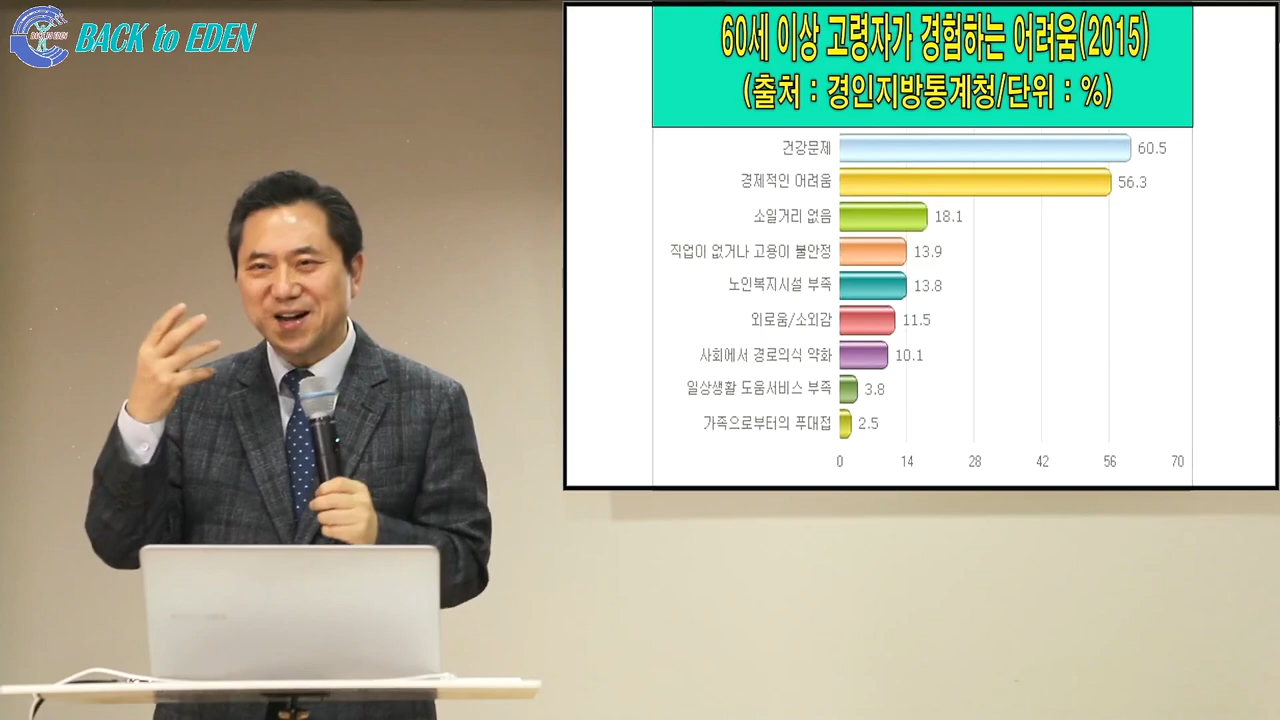 BACK to EDEN
BACK to EDEN
60세 이상 고령자가 경험하는 어려움(2015)
(출처 : 경인지방통계청/단위 : %)
건강문제 60.5
경제적인 어려움 56.3
소일거리 없음 18.1
직업이 없거나 고용이 불안정 13.9
노인복지시설 부족 13.8
외로움/소외감 11.5
사회에서 경로의식 약화 10.1
일상생활 도움서비스 부족 3.8
가족으로부터의 푸대접 2.5
0 14 28 42 56 70